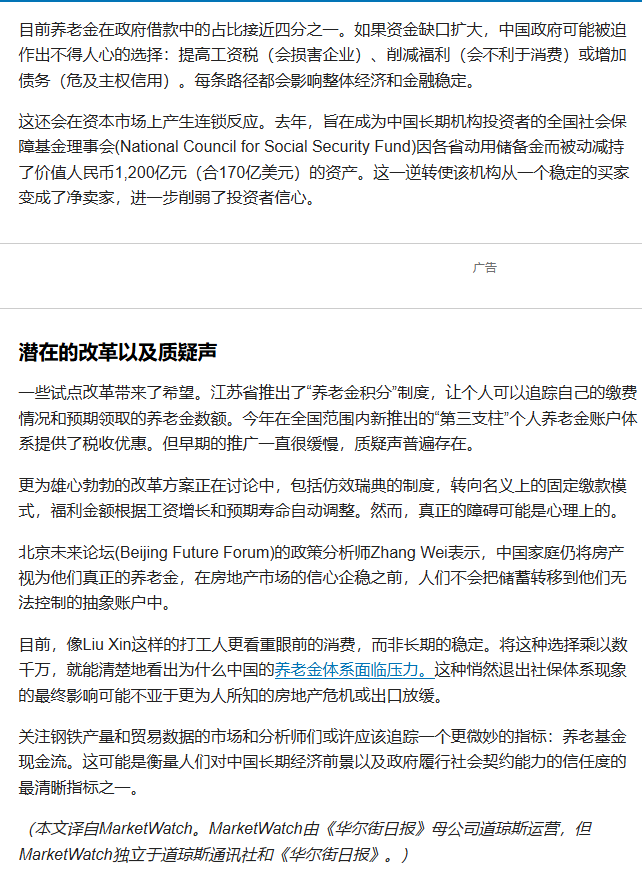 目前养老金在政府借款中的占比接近四分之一。如果资金缺口扩大，中国政府可能被迫
作出不得人心的选择：提高工资税（会损害企业）、削减福利（会不利于消费）或增加
债务（危及主权信用）。每条路径都会影响整体经济和金融稳定。
这还会在资本市场上产生连锁反应。去年，旨在成为中国长期机构投资者的全国社会保
障基金理事会(National Council for Social Security Fund)因各省动用储备金而被动减持
了价值人民币1,200亿元（合170亿美元）的资产。这一逆转使该机构从一个稳定的买家
变成了净卖家，进一步削弱了投资者信心。
广告
潜在的改革以及质疑声
一些试点改革带来了希望。江苏省推出了“养老金积分”制度，让个人可以追踪自己的缴费
情况和预期领取的养老金数额。今年在全国范围内新推出的“第三支柱”个人养老金账户体
系提供了税收优惠。但早期的推广一直很缓慢，质疑声普遍存在。
更为雄心勃勃的改革方案正在讨论中，包括仿效瑞典的制度，转向名义上的固定缴款模
式，福利金额根据工资增长和预期寿命自动调整。然而，真正的障碍可能是心理上的。
北京未来论坛(Beijing Future Forum)的政策分析师Zhang Wei表示，中国家庭仍将房产
视为他们真正的养老金，在房地产市场的信心企稳之前，人们不会把储蓄转移到他们无
法控制的抽象账户中。
目前，像Liu Xin这样的打工人更看重眼前的消费，而非长期的稳定。将这种选择乘以数
千万，就能清楚地看出为什么中国的养老金体系面临压力。这种悄然退出社保体系现象
的最终影响可能不亚于更为人所知的房地产危机或出口放缓。
关注钢铁产量和贸易数据的市场和分析师们或许应该追踪一个更微妙的指标：养老基金
现金流。这可能是衡量人们对中国长期经济前景以及政府履行社会契约能力的信任度的
最清晰指标之一。
（本文译自MarketWatch。MarketWatch由《华尔街日报》母公司道琼斯运营，但
MarketWatch独立于道琼斯通讯社和《华尔街日报》。）